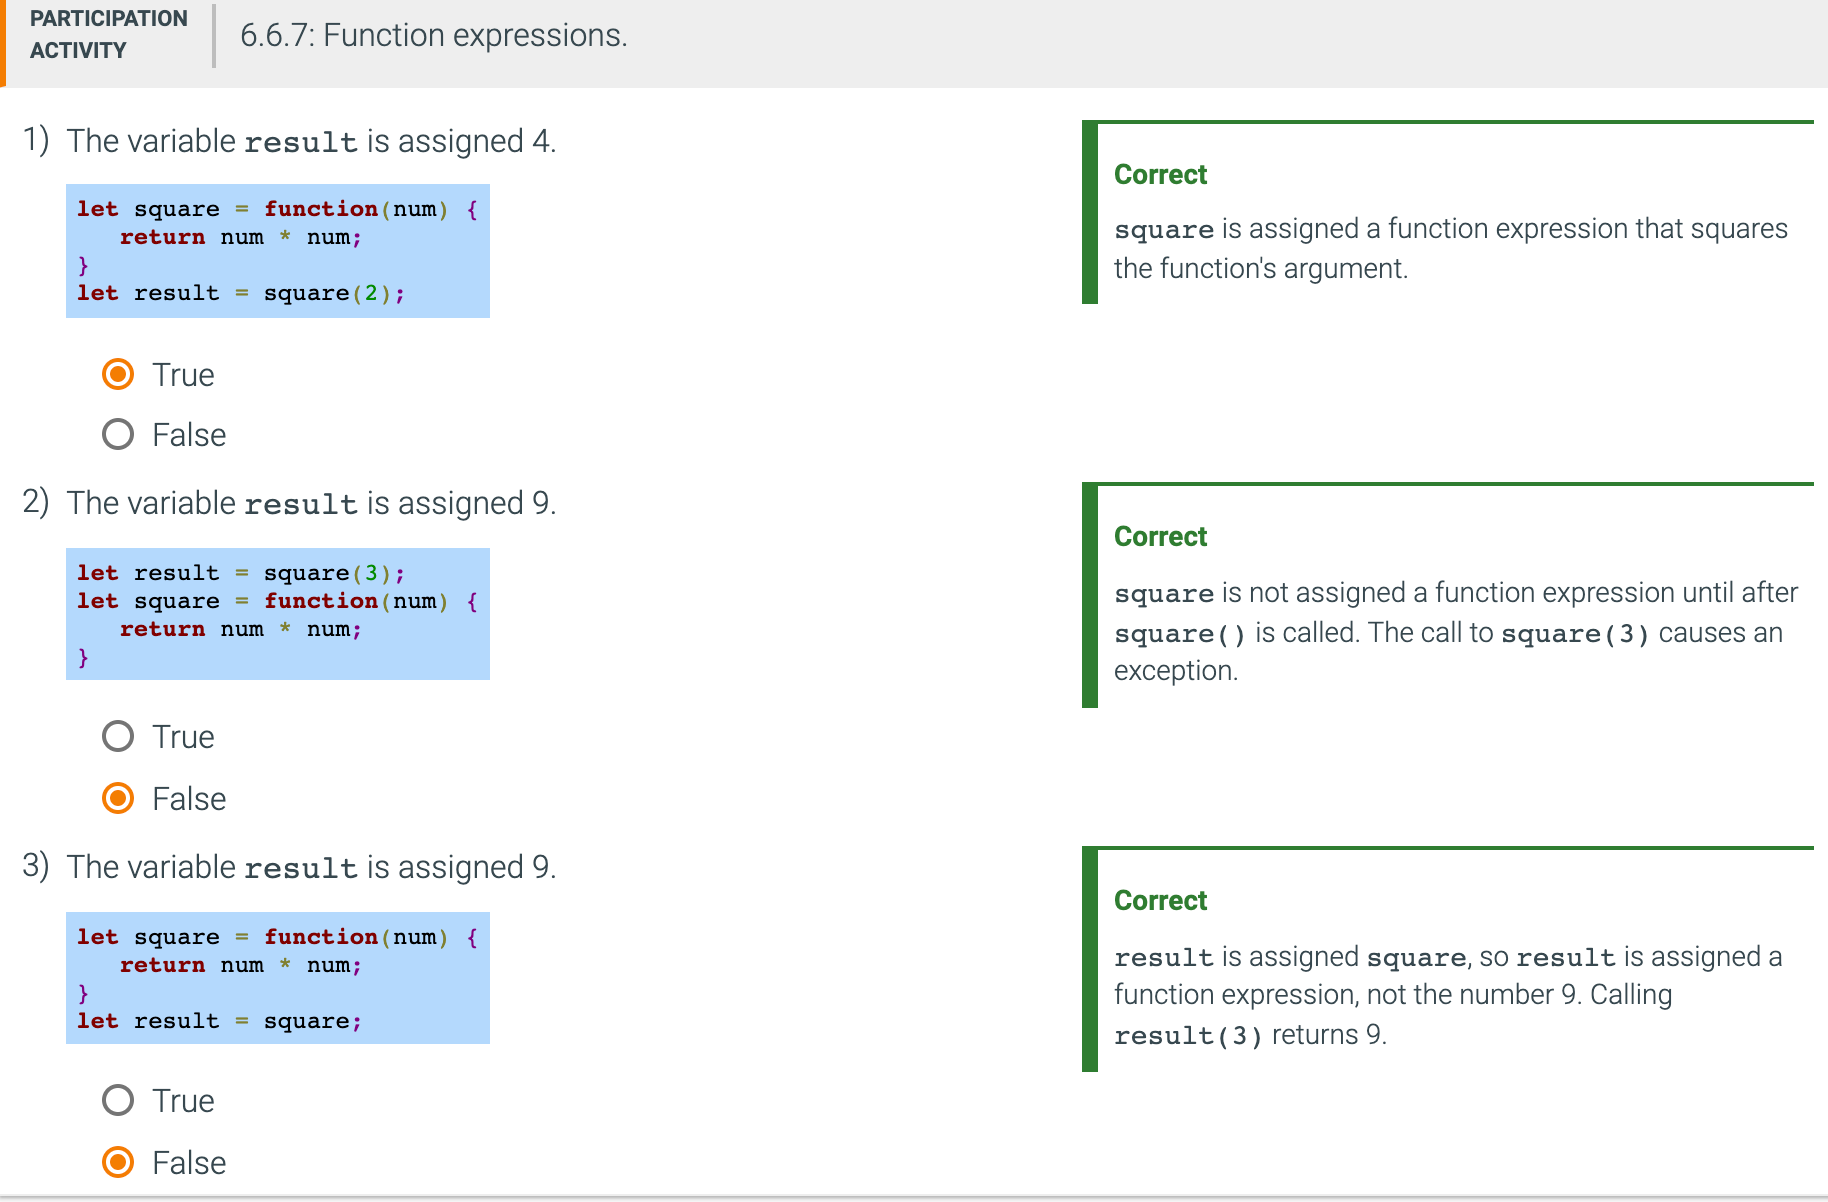 PARTICIPATION
ACTIVITY
6.6.7: Function expressions.
1) The variable result is assigned 4.
let square = function(num) {
   return num * num;
}
let result = square(2);
True
False
Correct
square is assigned a function expression that squares
the function's argument.
2) The variable result is assigned 9.
let result = square(3);
let square = function(num) {
   return num * num;
}
True
False
Correct
square is not assigned a function expression until after
square() is called. The call to square(3) causes an
exception.
3) The variable result is assigned 9.
let square = function(num) {
   return num * num;
}
let result = square;
True
False
Correct
result is assigned square, so result is assigned a
function expression, not the number 9. Calling
result(3) returns 9.